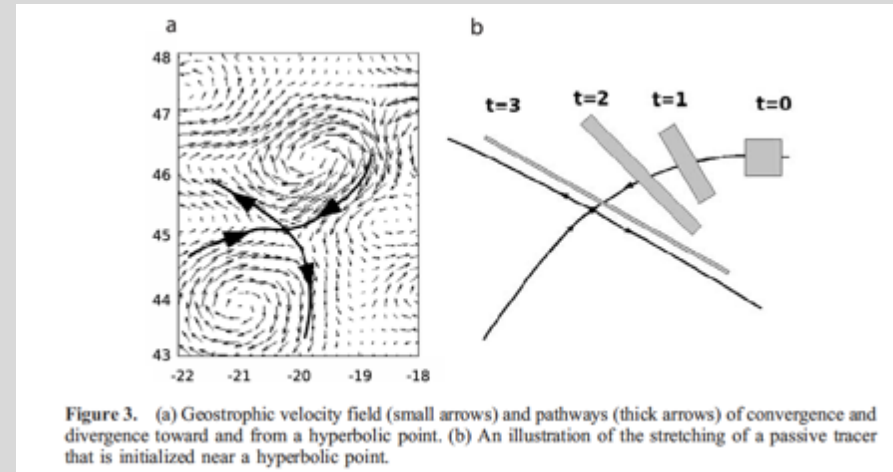 a
b
48
47
46
45
44
43
-22 -21 -20 -19 -18
t=3 t=2 t=1 t=0
Figure 3. (a) Geostrophic velocity field (small arrows) and pathways (thick arrows) of convergence and
divergence toward and from a hyperbolic point. (b) An illustration of the stretching of a passive tracer
that is initialized near a hyperbolic point.